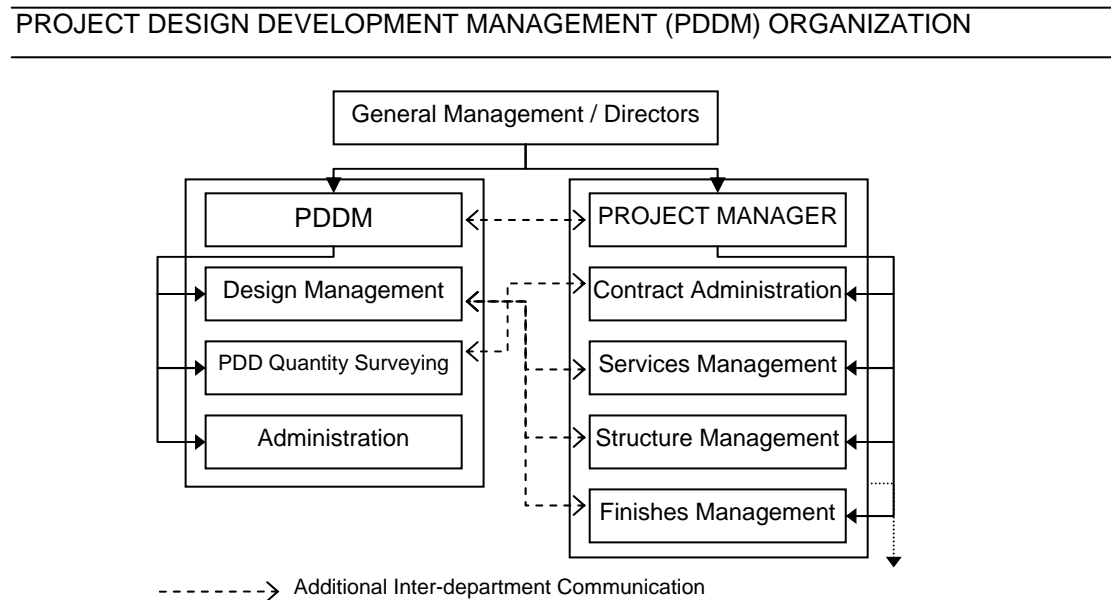 PROJECT DESIGN DEVELOPMENT MANAGEMENT (PDDM) ORGANIZATION
General Management / Directors
PDDM
PROJECT MANAGER
Design Management
Contract Administration
PDD Quantity Surveying
Services Management
Administration
Structure Management
Finishes Management
Additional Inter-department Communication